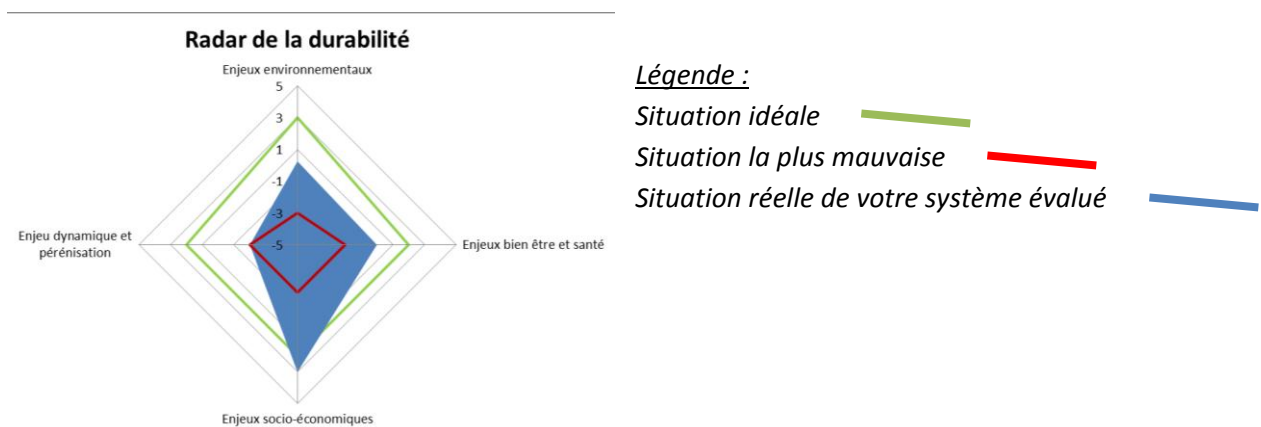 Radar de la durabilité
Enjeux environnementaux
5
3
1
-1
-3
-5
Enjeu dynamique et
pérénisation
Enjeux bien être et santé
Enjeux socio-économiques
Légende :
Situation idéale
Situation la plus mauvaise
Situation réelle de votre système évalué